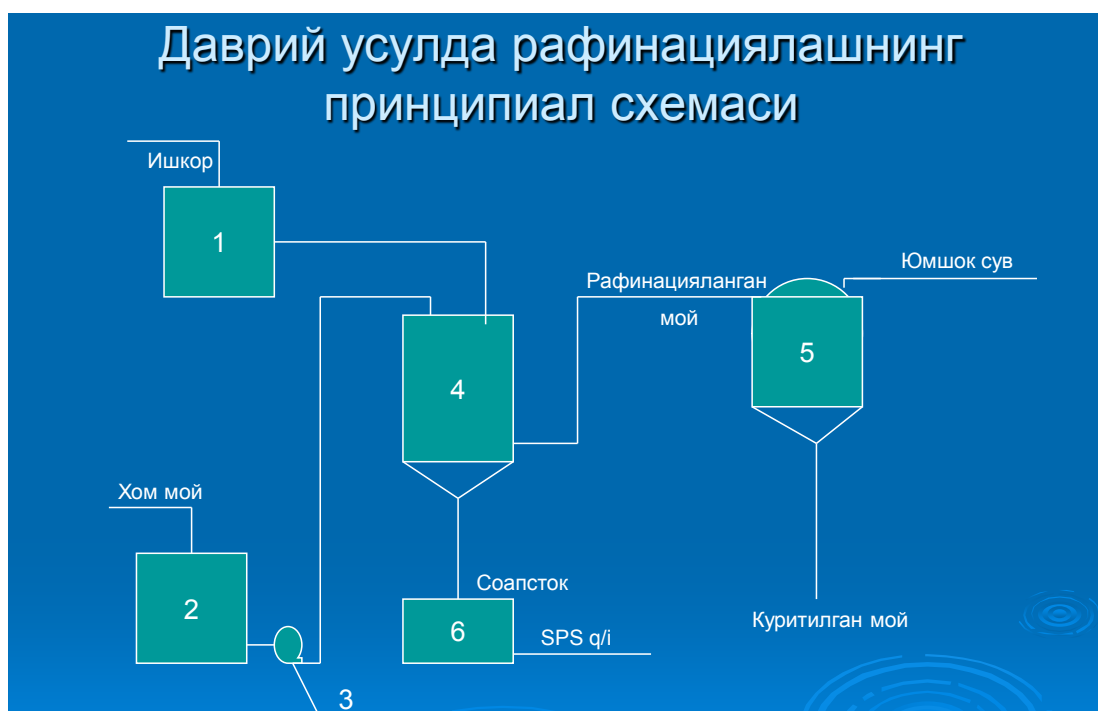 Даврий усулда рафинациялашнинг
принципиал схемаси
Ишкор
1
Юмшок сув
Рафинацияланган
мой
5
4
Хом мой
Соапсток
2
6
SPS q/i
Куритилган мой
3